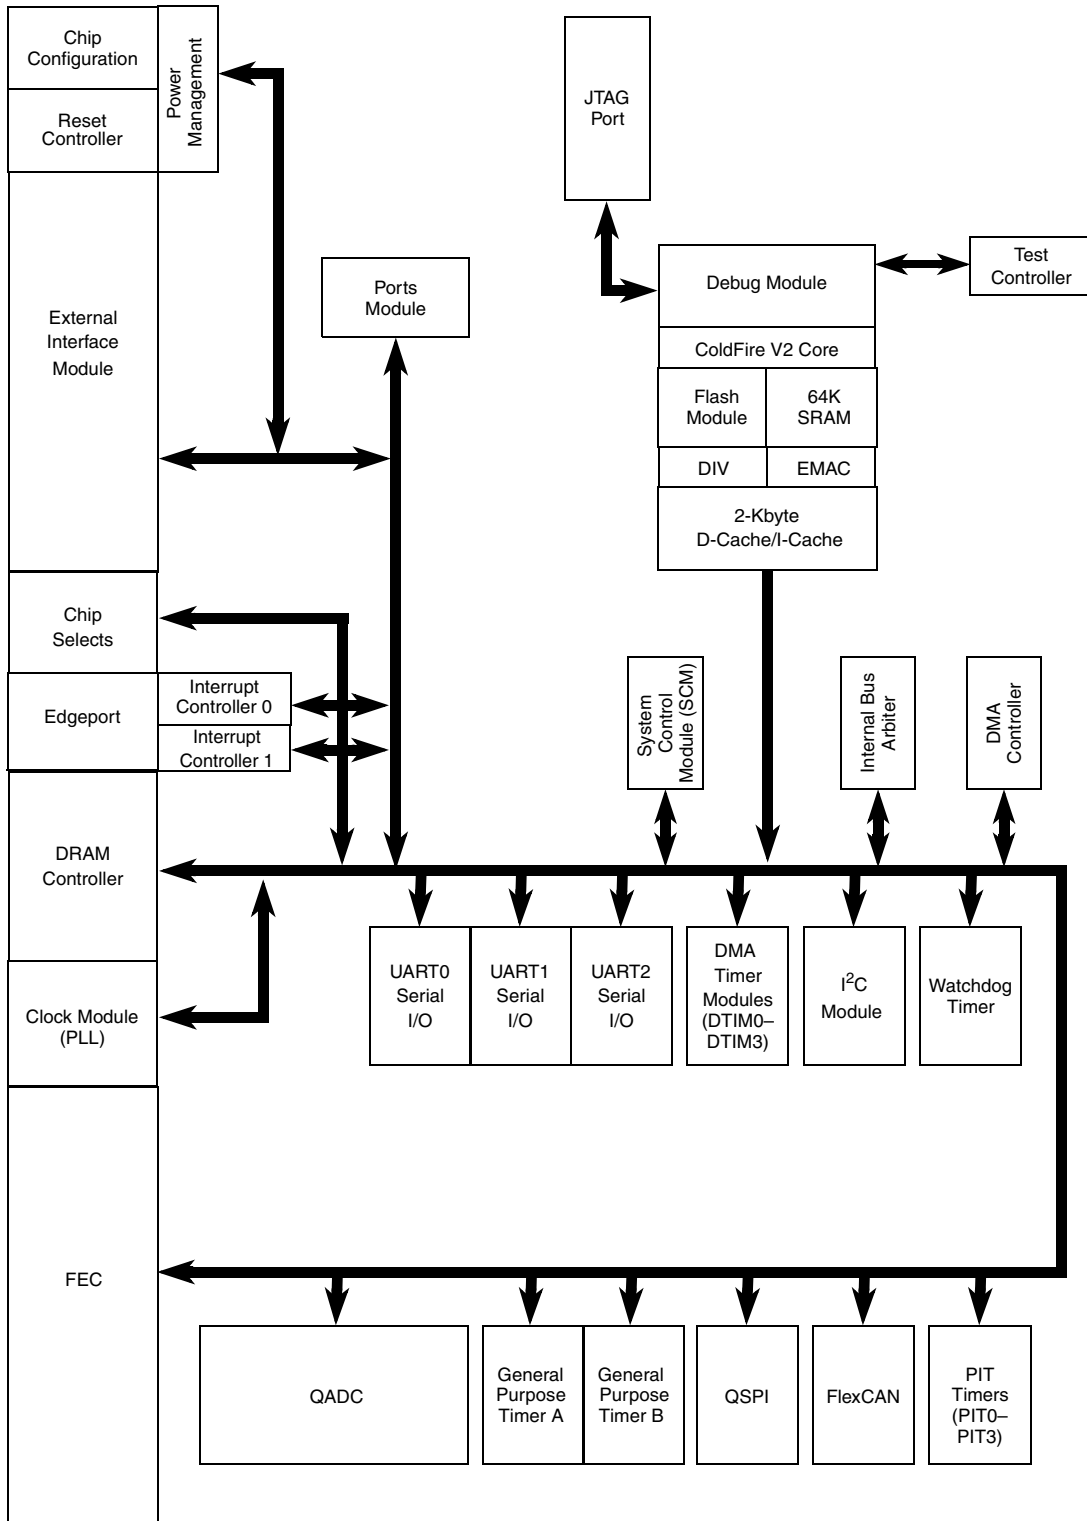 Chip
Configuration
Power
Management
Reset
Controller
JTAG
Port
External
Interface
Module
Ports
Module
Debug Module
Test
Controller
ColdFire V2 Core
Flash
Module
64K
SRAM
DIV
EMAC
2-Kbyte
D-Cache/I-Cache
Chip
Selects
Edgeport
Interrupt
Controller 0
Interrupt
Controller 1
System
Control
Module (SCM)
Internal Bus
Arbiter
DMA
Controller
DRAM
Controller
UART0
Serial
I/O
UART1
Serial
I/O
UART2
Serial
I/O
DMA
Timer
Modules
(DTIM0–
DTIM3)
I²C
Module
Watchdog
Timer
Clock Module
(PLL)
FEC
QADC
General
Purpose
Timer A
General
Purpose
Timer B
QSPI
FlexCAN
PIT
Timers
(PIT0–
PIT3)